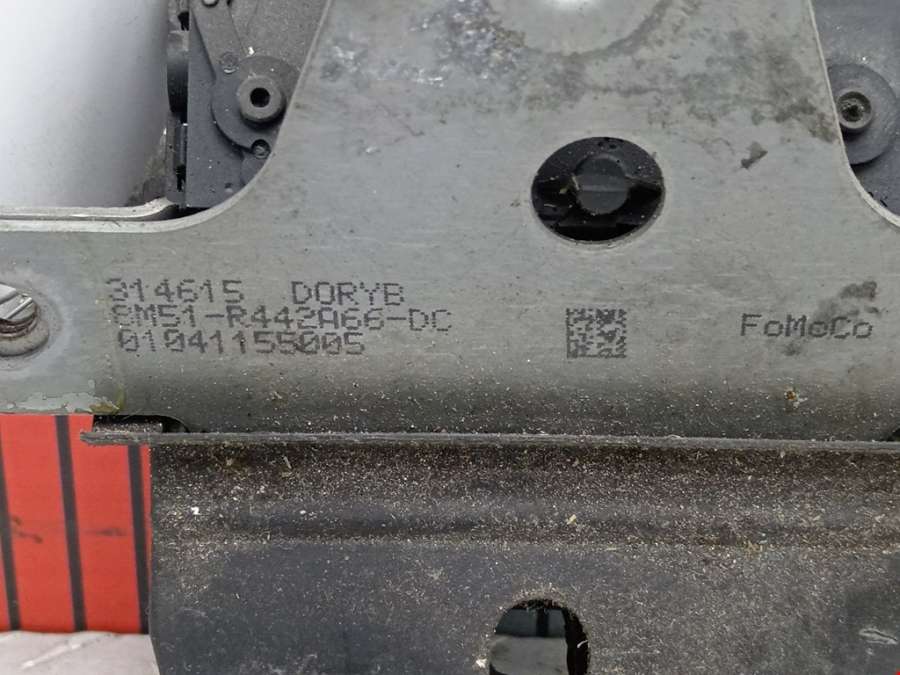 314615 DORYB
8M51-R442A66-DC
01041155005
FoMoCo